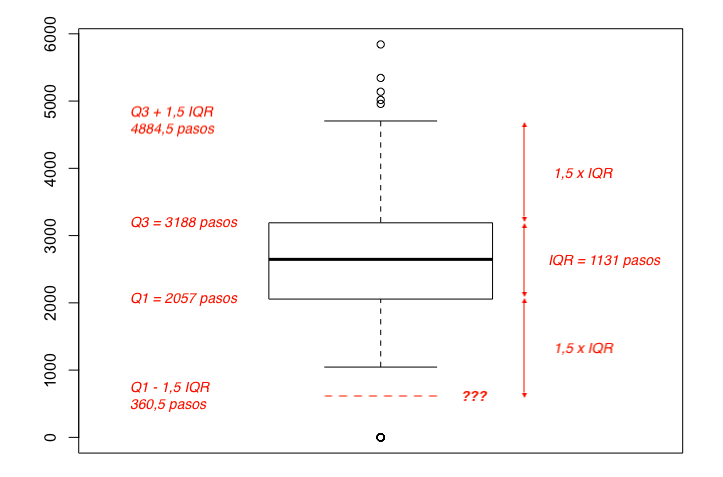 6000
5000
4000
3000
2000
1000
0
Q3 + 1,5 IQR
4884,5 pasos
1,5 x IQR
Q3 = 3188 pasos
IQR = 1131 pasos
Q1 = 2057 pasos
1,5 x IQR
Q1 - 1,5 IQR
360,5 pasos
???